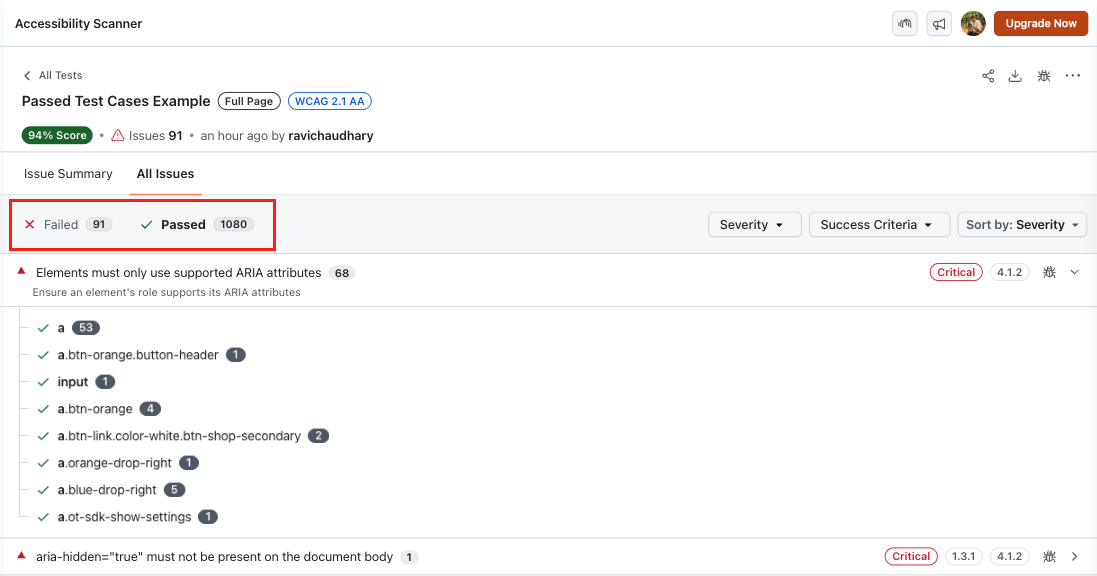 Accessibility Scanner
Upgrade Now
All Tests
Passed Test Cases Example Full Page WCAG 2.1 AA
94% Score • Issues 91 • an hour ago by ravichaudhary
Issue Summary All Issues
Failed 91 Passed 1080 Severity Success Criteria Sort by: Severity
Elements must only use supported ARIA attributes 68 Critical 4.1.2
Ensure an element's role supports its ARIA attributes
a 53
a.btn-orange.button-header 1
input 1
a.btn-orange 4
a.btn-link.color-white.btn-shop-secondary 2
a.orange-drop-right 1
a.blue-drop-right 5
a.ot-sdk-show-settings 1
aria-hidden="true" must not be present on the document body 1 Critical 1.3.1 4.1.2